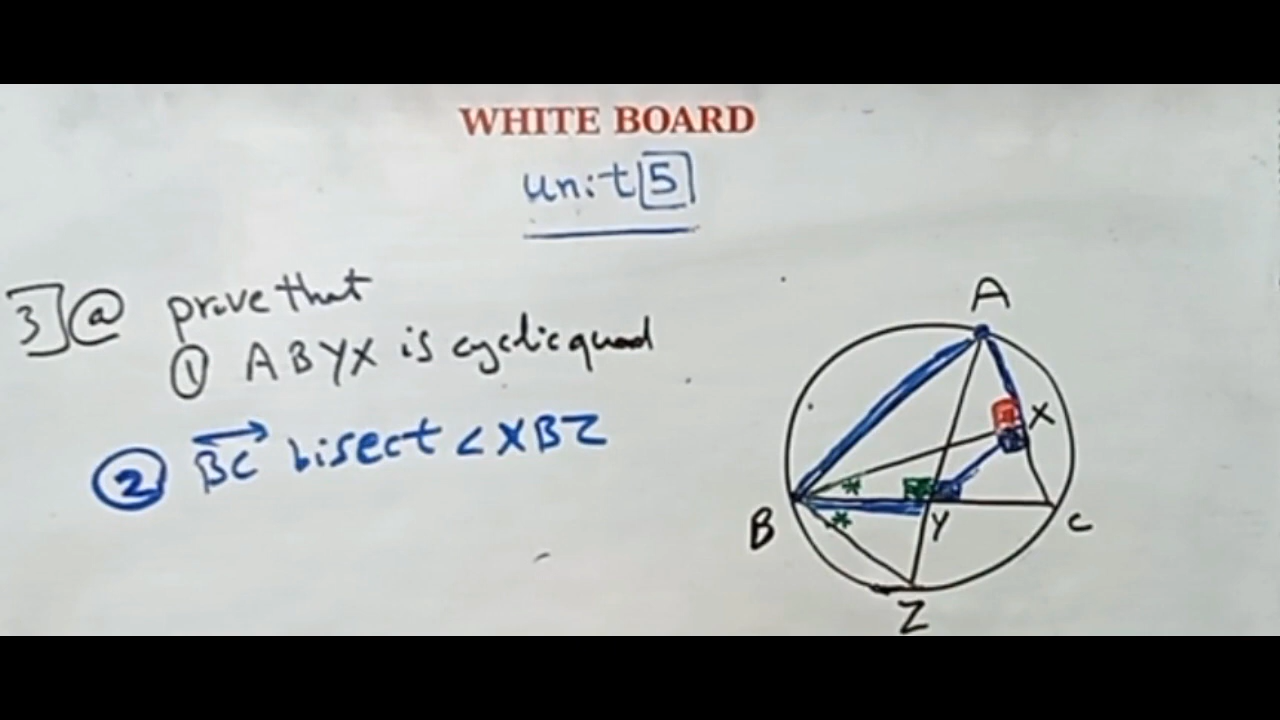 WHITE BOARD
unit 5
3 a prove that
1 ABYX is cyclic quad
2 BC bisect <XBZ
A
X
B
Y
C
Z